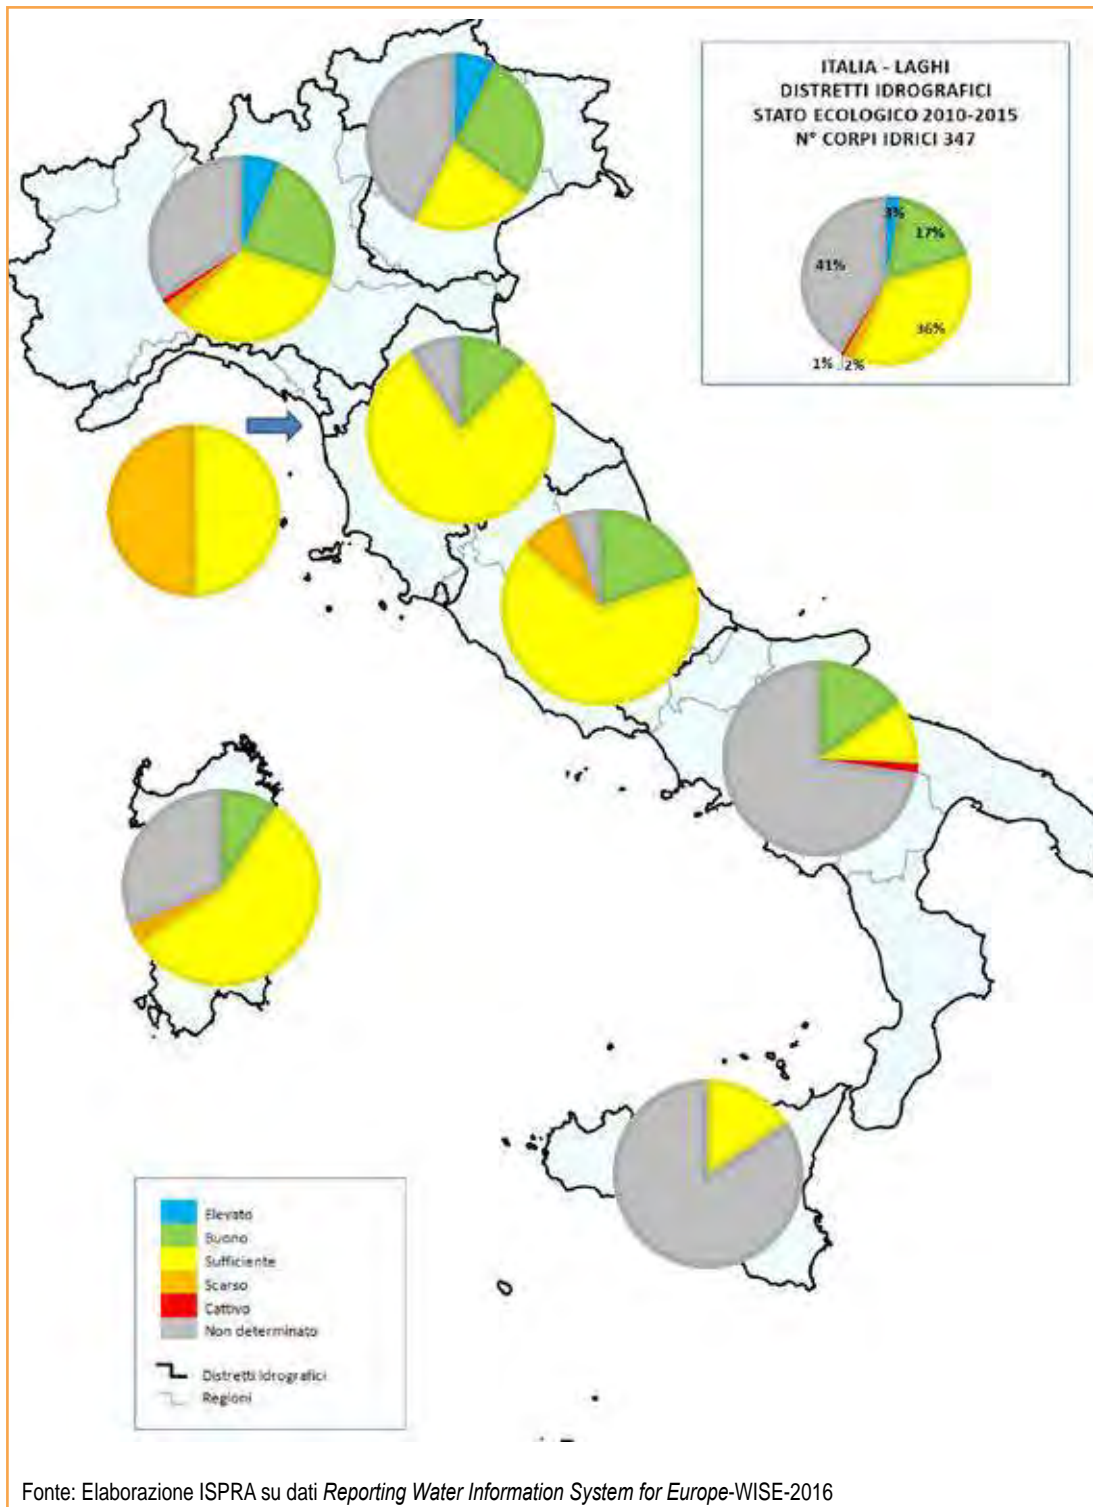 ITALIA - LAGHI
DISTRETTI IDROGRAFICI
STATO ECOLOGICO 2010-2015
N° CORPI IDRICI 347
3%
17%
41%
36%
1%
2%
Elevato
Buono
Sufficiente
Scarso
Cattivo
Non determinato
Distretti Idrografici
Regioni
Fonte: Elaborazione ISPRA su dati Reporting Water Information System for Europe-WISE-2016